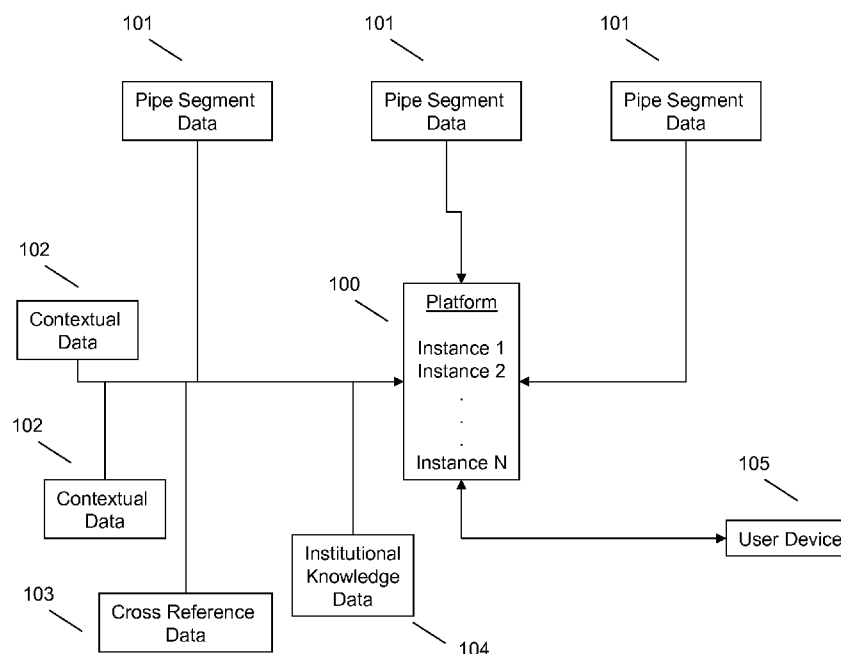 101
101
101
Pipe Segment
Data
Pipe Segment
Data
Pipe Segment
Data
102
100
Contextual
Data
Platform
Instance 1
Instance 2
.
.
.
Instance N
102
Contextual
Data
105
User Device
Institutional
Knowledge
Data
103
Cross Reference
Data
104